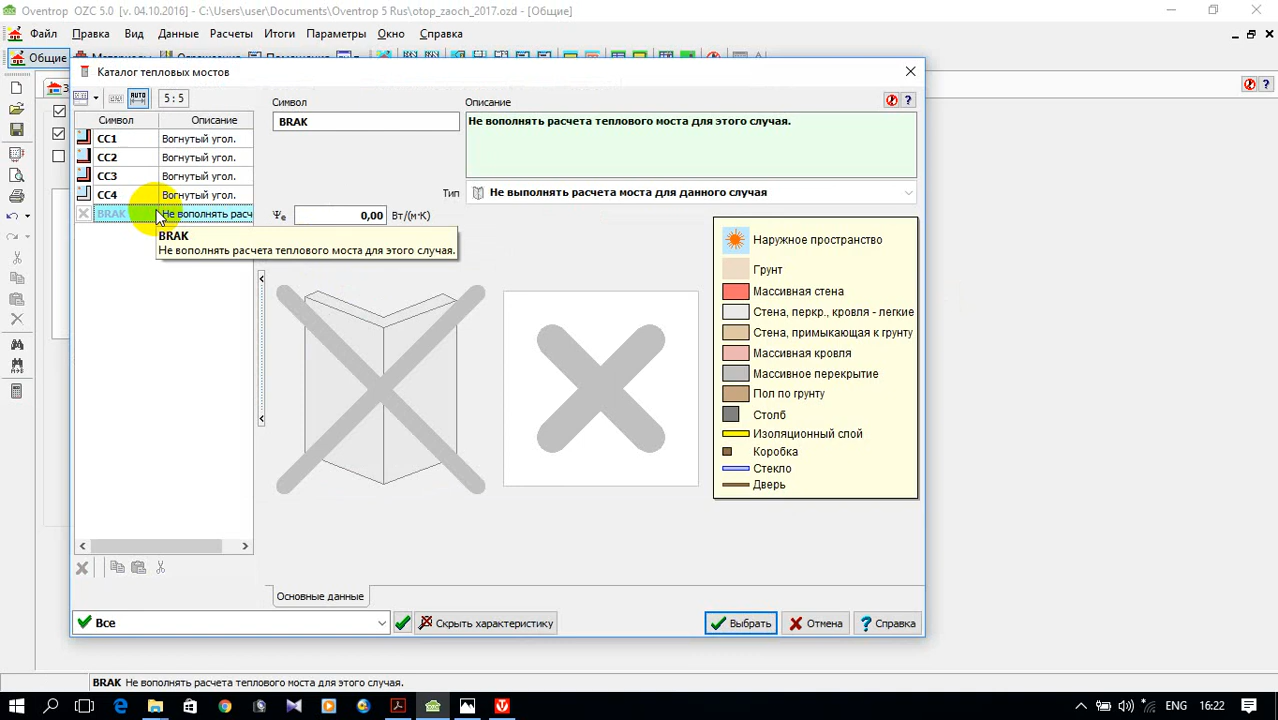 Oventrop OZC 5.0 [v. 04.10.2016] - C:\Users\user\Documents\Oventrop 5 Rus\otop_zaoch_2017.ozd - [Общие]
Файл Правка Вид Данные Расчеты Итоги Параметры Окно Справка
Общие
Каталог тепловых мостов
5:5
Символ
Описание
Символ Описание
BRAK
Не вополнять расчета теплового моста для этого случая.
CC1 Вогнутый угол.
CC2 Вогнутый угол.
CC3 Вогнутый угол.
CC4 Вогнутый угол.
Тип
Не выполнять расчета моста для данного случая
BRAK Не вополнять расч
Ψe 0,00 Вт/(м·К)
BRAK
Не вополнять расчета теплового моста для этого случая.
Наружное пространство
Грунт
Массивная стена
Стена, перкр., кровля - легкие
Стена, примыкающая к грунту
Массивная кровля
Массивное перекрытие
Пол по грунту
Столб
Изоляционный слой
Коробка
Стекло
Дверь
Основные данные
Все
Скрыть характеристику
Выбрать
Отмена
Справка
BRAK Не вополнять расчета теплового моста для этого случая.
ENG 16:22